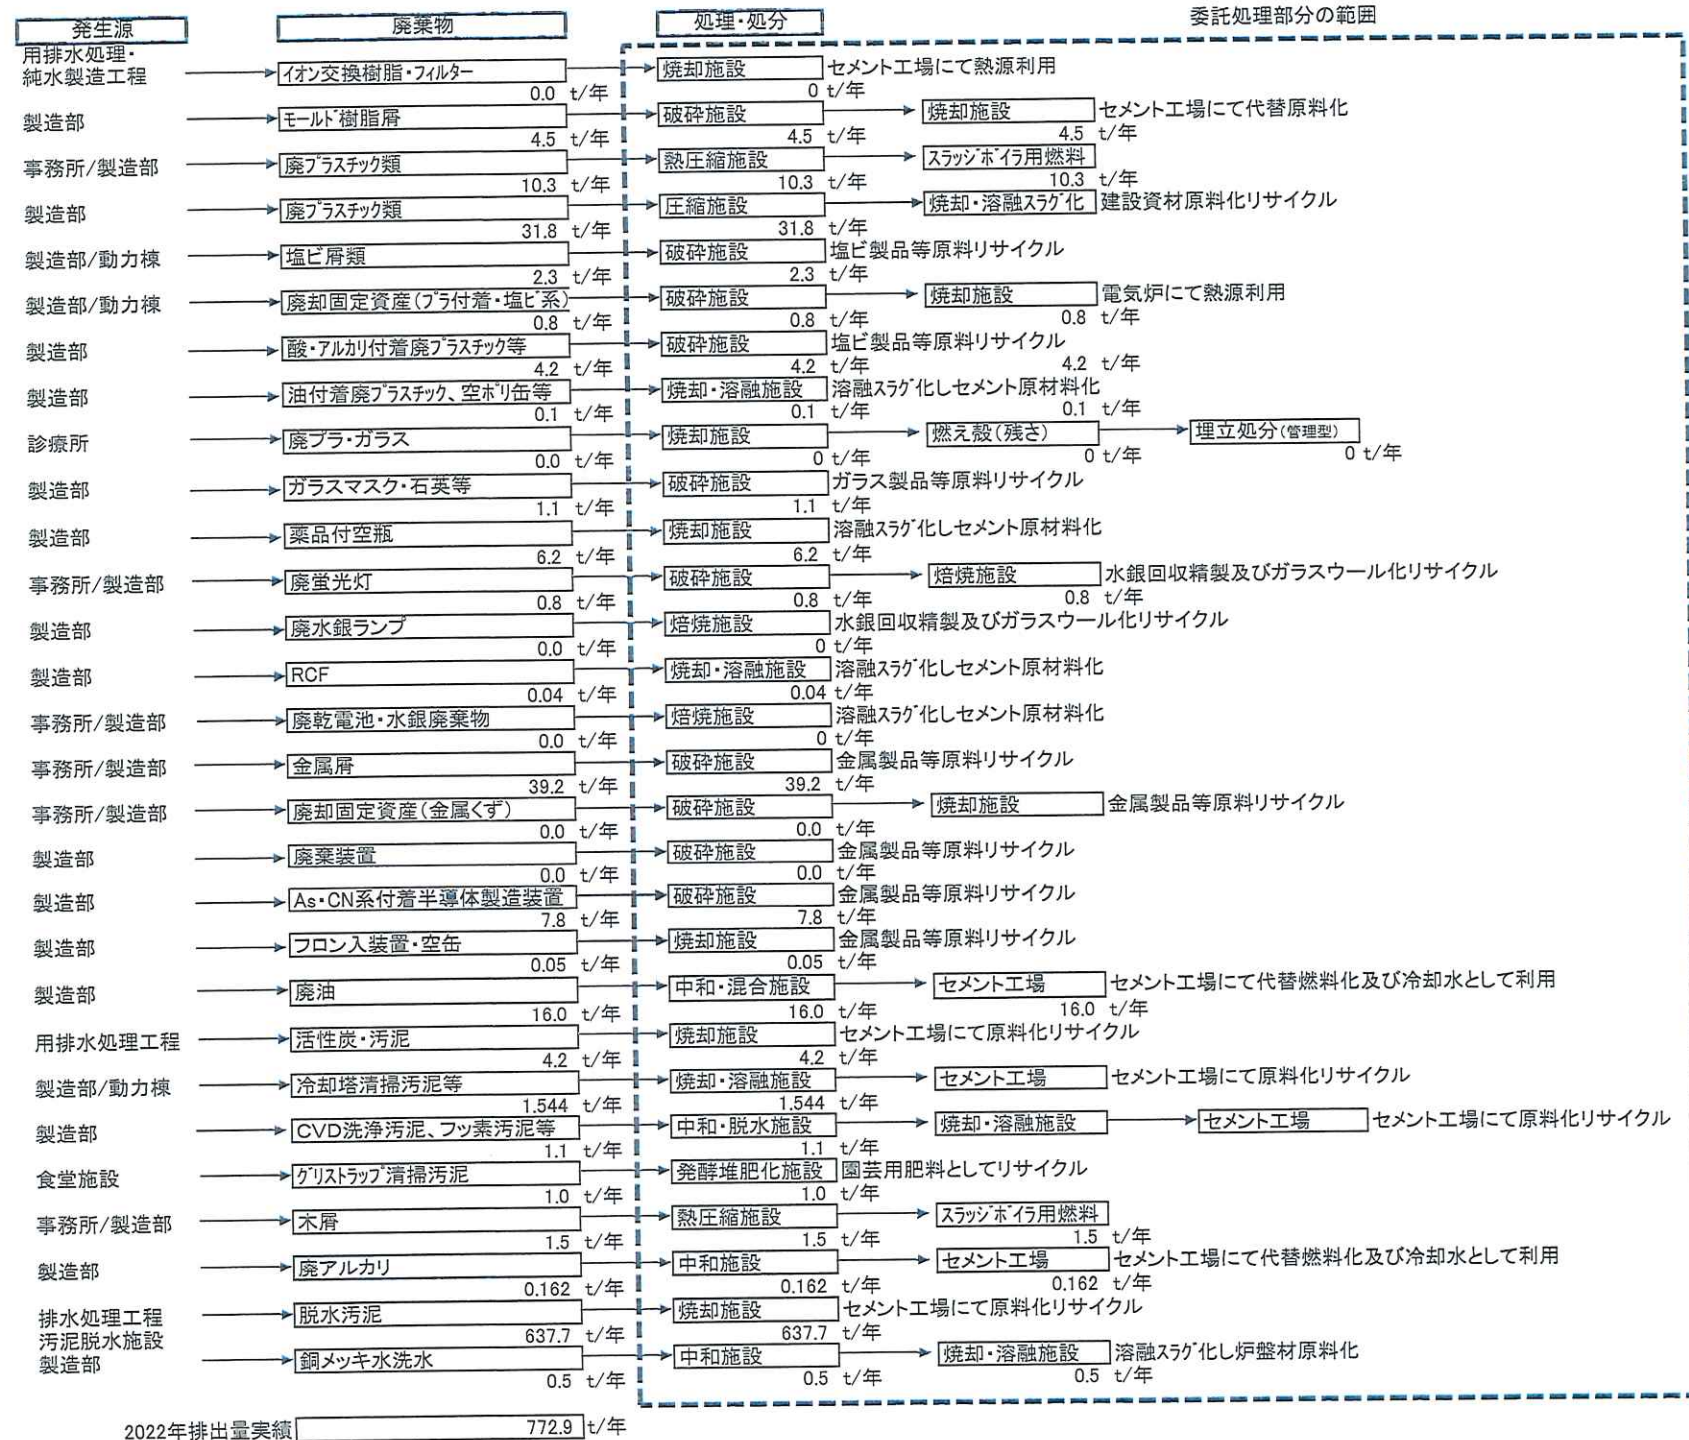 委託処理部分の範囲
発生源 廃棄物 処理・処分
用排水処理・
純水製造工程 イオン交換樹脂・フィルター 焼却施設 セメント工場にて熱源利用
0.0 t/年 0 t/年
製造部 モールド樹脂屑 破砕施設 焼却施設 セメント工場にて代替原料化
4.5 t/年 4.5 t/年 4.5 t/年
事務所/製造部 廃プラスチック類 熱圧縮施設 スラッジボイラ用燃料
10.3 t/年 10.3 t/年 10.3 t/年
製造部 廃プラスチック類 圧縮施設 焼却・溶融スラグ化 建設資材原料化リサイクル
31.8 t/年 31.8 t/年
製造部/動力棟 塩ビ屑類 破砕施設 塩ビ製品等原料リサイクル
2.3 t/年 2.3 t/年
製造部/動力棟 廃却固定資産(プラ付着・塩ビ系) 破砕施設 焼却施設 電気炉にて熱源利用
0.8 t/年 0.8 t/年 0.8 t/年
製造部 酸・アルカリ付着廃プラスチック等 破砕施設 塩ビ製品等原料リサイクル
4.2 t/年 4.2 t/年 4.2 t/年
製造部 油付着廃プラスチック、空ポリ缶等 焼却・溶融施設 溶融スラグ化しセメント原材料化
0.1 t/年 0.1 t/年 0.1 t/年
診療所 廃プラ・ガラス 焼却施設 燃え殻(残さ) 埋立処分(管理型)
0.0 t/年 0 t/年 0 t/年 0 t/年
製造部 ガラスマスク・石英等 破砕施設 ガラス製品等原料リサイクル
1.1 t/年 1.1 t/年
製造部 薬品付空瓶 焼却施設 溶融スラグ化しセメント原材料化
6.2 t/年 6.2 t/年
事務所/製造部 廃蛍光灯 破砕施設 焙焼施設 水銀回収精製及びガラスウール化リサイクル
0.8 t/年 0.8 t/年 0.8 t/年
製造部 廃水銀ランプ 焙焼施設 水銀回収精製及びガラスウール化リサイクル
0.0 t/年 0 t/年
製造部 RCF 焼却・溶融施設 溶融スラグ化しセメント原材料化
0.04 t/年 0.04 t/年
事務所/製造部 廃乾電池・水銀廃棄物 焙焼施設 溶融スラグ化しセメント原材料化
0.0 t/年 0 t/年
事務所/製造部 金属屑 破砕施設 金属製品等原料リサイクル
39.2 t/年 39.2 t/年
事務所/製造部 廃却固定資産(金属くず) 破砕施設 焼却施設 金属製品等原料リサイクル
0.0 t/年 0.0 t/年
製造部 廃棄装置 破砕施設 金属製品等原料リサイクル
0.0 t/年 0.0 t/年
製造部 As・CN系付着半導体製造装置 破砕施設 金属製品等原料リサイクル
7.8 t/年 7.8 t/年
製造部 フロン入装置・空缶 焼却施設 金属製品等原料リサイクル
0.05 t/年 0.05 t/年
製造部 廃油 中和・混合施設 セメント工場 セメント工場にて代替燃料化及び冷却水として利用
16.0 t/年 16.0 t/年 16.0 t/年
用排水処理工程 活性炭・汚泥 焼却施設 セメント工場にて原料化リサイクル
4.2 t/年 4.2 t/年
製造部/動力棟 冷却塔清掃汚泥等 焼却・溶融施設 セメント工場 セメント工場にて原料化リサイクル
1.544 t/年 1.544 t/年
製造部 CVD洗浄汚泥、フッ素汚泥等 中和・脱水施設 焼却・溶融施設 セメント工場 セメント工場にて原料化リサイクル
1.1 t/年 1.1 t/年
食堂施設 グリストラップ清掃汚泥 発酵堆肥化施設 園芸用肥料としてリサイクル
1.0 t/年 1.0 t/年
事務所/製造部 木屑 熱圧縮施設 スラッジボイラ用燃料
1.5 t/年 1.5 t/年 1.5 t/年
製造部 廃アルカリ 中和施設 セメント工場 セメント工場にて代替燃料化及び冷却水として利用
0.162 t/年 0.162 t/年 0.162 t/年
排水処理工程 脱水汚泥 焼却施設 セメント工場にて原料化リサイクル
汚泥脱水施設 637.7 t/年 637.7 t/年
製造部 銅メッキ水洗水 中和施設 焼却・溶融施設 溶融スラグ化し炉盤材原料化
0.5 t/年 0.5 t/年 0.5 t/年
2022年排出量実績 772.9 t/年